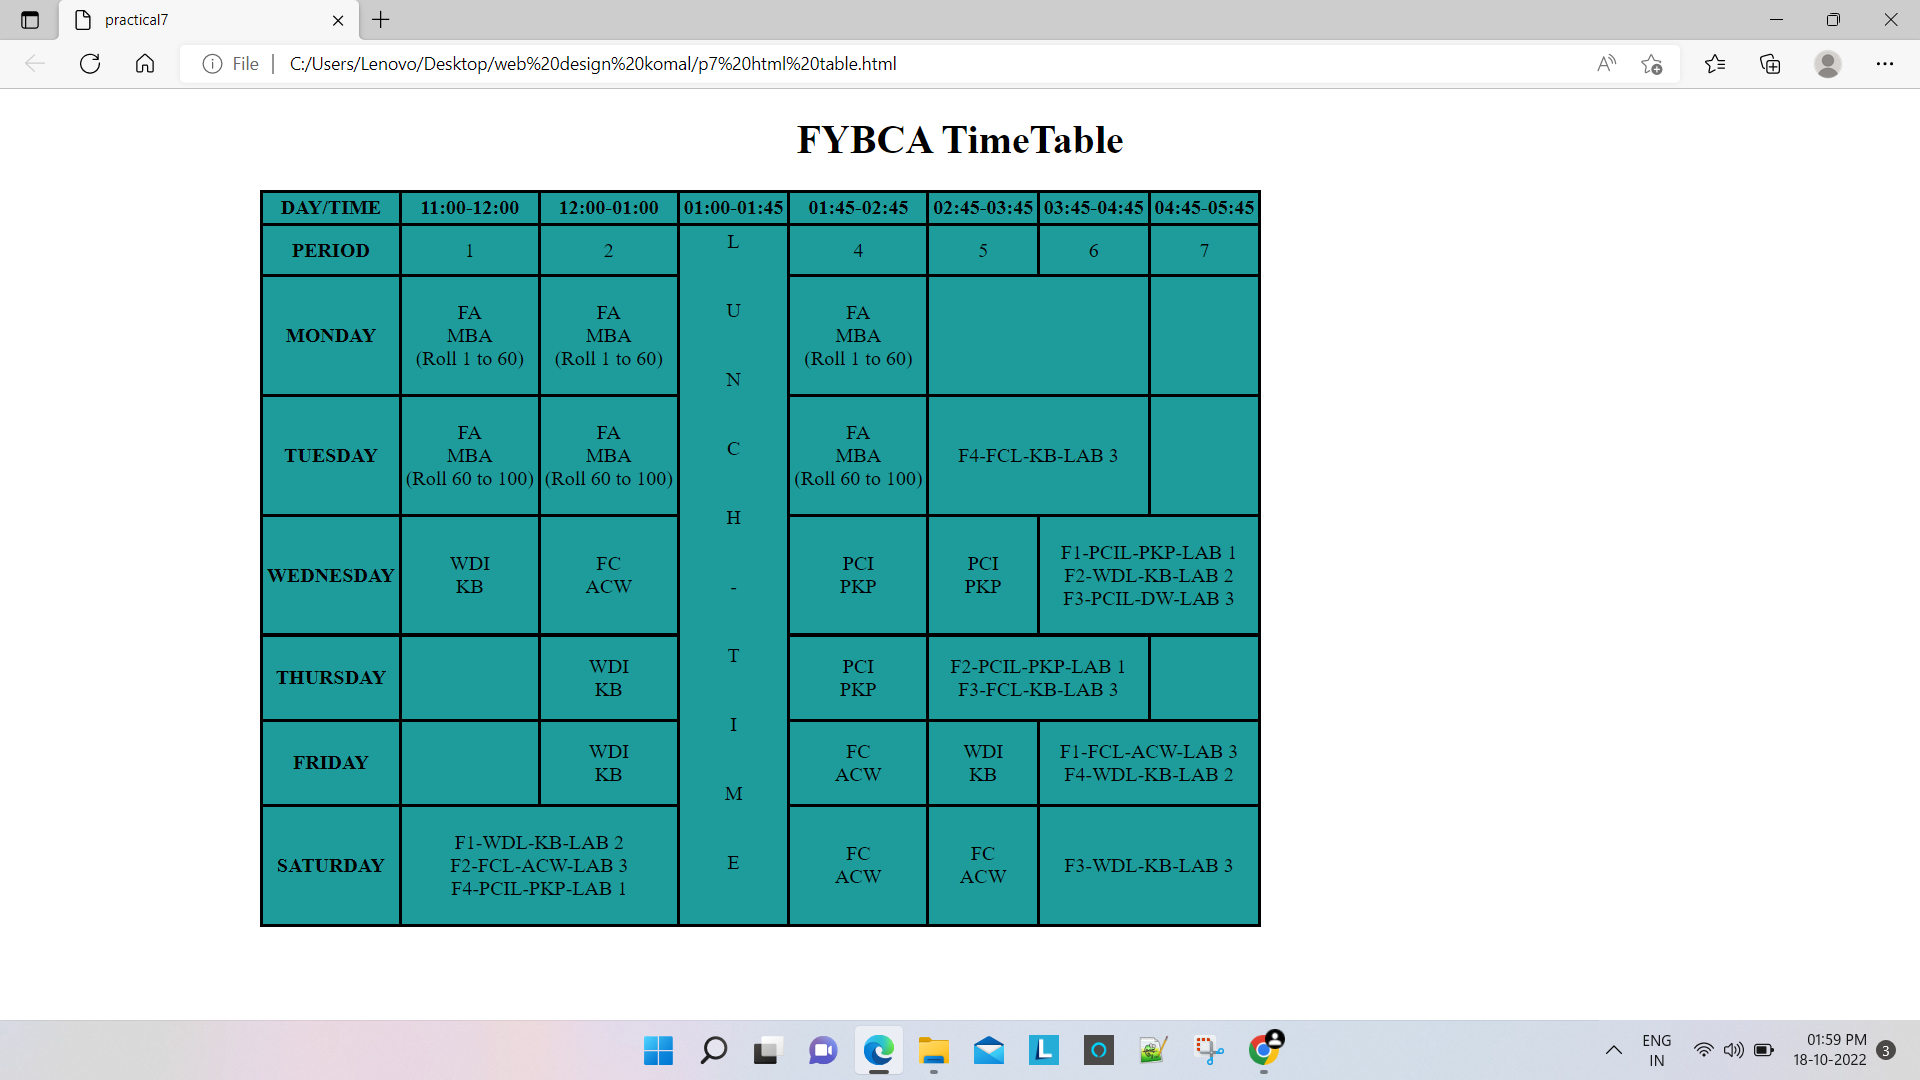 practical7
File
C:/Users/Lenovo/Desktop/web%20design%20komal/p7%20html%20table.html
FYBCA TimeTable
DAY/TIME 11:00-12:00 12:00-01:00 01:00-01:45 01:45-02:45 02:45-03:45 03:45-04:45 04:45-05:45
PERIOD 1 2 4 5 6 7
L
U
N
C
H
-
T
I
M
E
MONDAY
FA
MBA
(Roll 1 to 60)
FA
MBA
(Roll 1 to 60)
FA
MBA
(Roll 1 to 60)
TUESDAY
FA
MBA
(Roll 60 to 100)
FA
MBA
(Roll 60 to 100)
FA
MBA
(Roll 60 to 100)
F4-FCL-KB-LAB 3
WEDNESDAY
WDI
KB
FC
ACW
PCI
PKP
PCI
PKP
F1-PCIL-PKP-LAB 1
F2-WDL-KB-LAB 2
F3-PCIL-DW-LAB 3
THURSDAY
WDI
KB
PCI
PKP
F2-PCIL-PKP-LAB 1
F3-FCL-KB-LAB 3
FRIDAY
WDI
KB
FC
ACW
WDI
KB
F1-FCL-ACW-LAB 3
F4-WDL-KB-LAB 2
SATURDAY
F1-WDL-KB-LAB 2
F2-FCL-ACW-LAB 3
F4-PCIL-PKP-LAB 1
FC
ACW
FC
ACW
F3-WDL-KB-LAB 3
L
ENG
IN
01:59 PM
18-10-2022
3